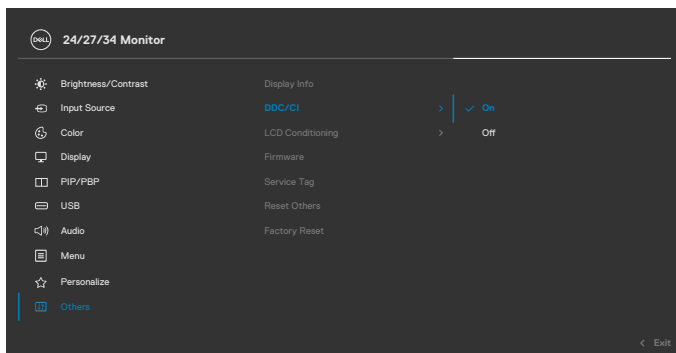 DELL 24/27/34 Monitor
Brightness/Contrast Display Info
Input Source DDC/CI > ✓ On
Color LCD Conditioning > Off
Display Firmware
PIP/PBP Service Tag
USB Reset Others
Audio Factory Reset
Menu
Personalize
Others
< Exit